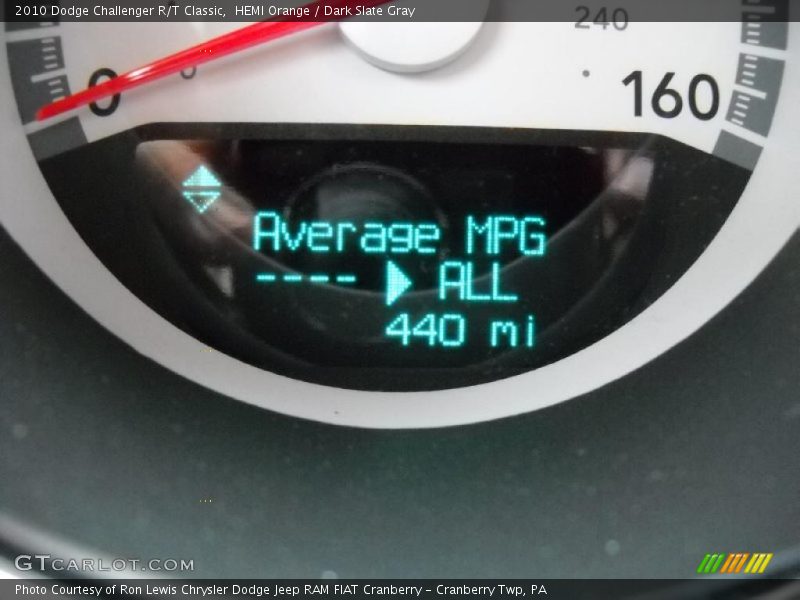 2010 Dodge Challenger R/T Classic,  HEMI Orange / Dark Slate Gray
240
0
0
160
Average MPG
---- ALL
440 mi
GTCARLOT.COM
Photo Courtesy of Ron Lewis Chrysler Dodge Jeep RAM FIAT Cranberry – Cranberry Twp, PA